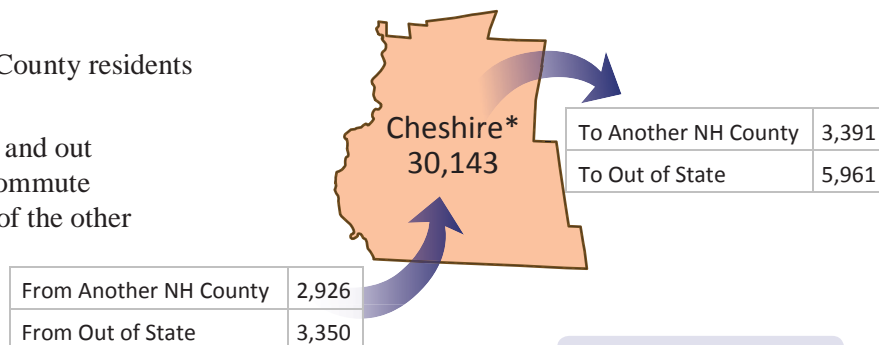 County residents
and out
ommute
of the other
Cheshire*
30,143
To Another NH County 3,391
To Out of State 5,961
From Another NH County 2,926
From Out of State 3,350